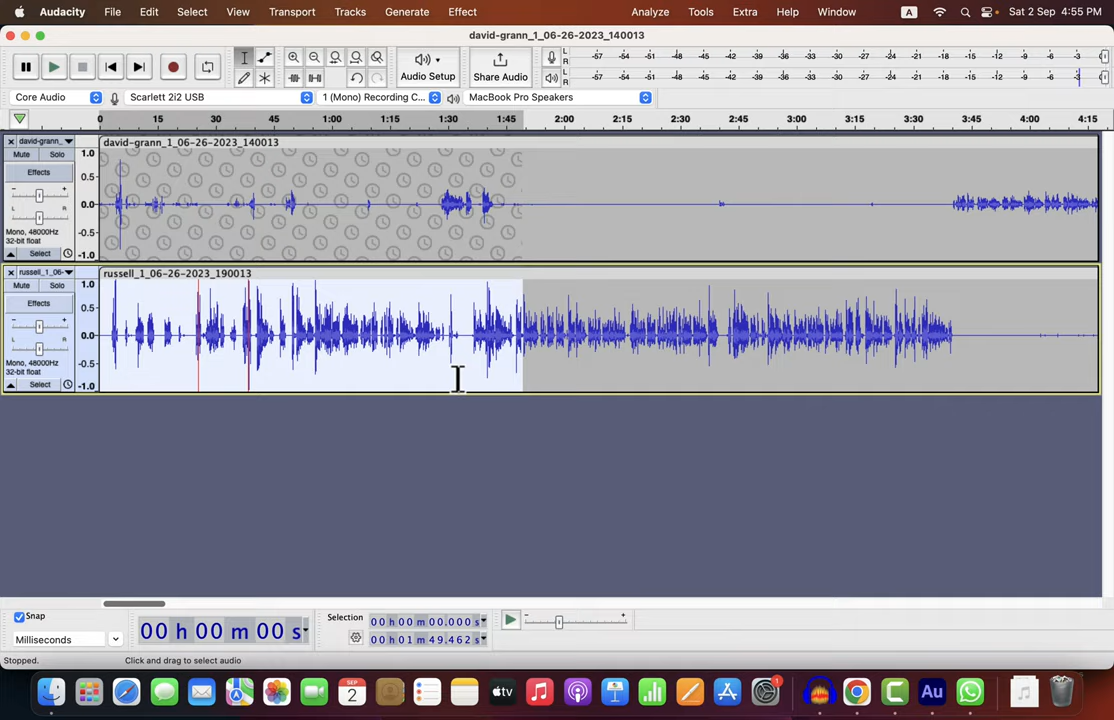 Audacity File Edit Select View Transport Tracks Generate Effect Analyze Tools Extra Help Window A Sat 2 Sep 4:55 PM
david-grann_1_06-26-2023_140013
Audio Setup Share Audio
L
R
-57 -54 -51 -48 -45 -42 -39 -36 -33 -30 -27 -24 -21 -18 -15 -12 -9 -6 -3
L
R
-57 -54 -51 -48 -45 -42 -39 -36 -33 -30 -27 -24 -21 -18 -15 -12 -9 -6 -3
Core Audio Scarlett 2i2 USB 1 (Mono) Recording C... MacBook Pro Speakers
0 15 30 45 1:00 1:15 1:30 1:45 2:00 2:15 2:30 2:45 3:00 3:15 3:30 3:45 4:00 4:15
david-grann_
Mute Solo
Effects
- +
L R
Mono, 48000Hz
32-bit float
Select
1.0
0.5
0.0
-0.5
-1.0
david-grann_1_06-26-2023_140013
russell_1_06-
Mute Solo
Effects
- +
L R
Mono, 48000Hz
32-bit float
Select
1.0
0.5
0.0
-0.5
-1.0
russell_1_06-26-2023_190013
Snap
Milliseconds
00 h 00 m 00 s
Selection
00 h 00 m 00.000 s
00 h 01 m 49.462 s
- +
Stopped. Click and drag to select audio
SEP
2
tv
1
Au